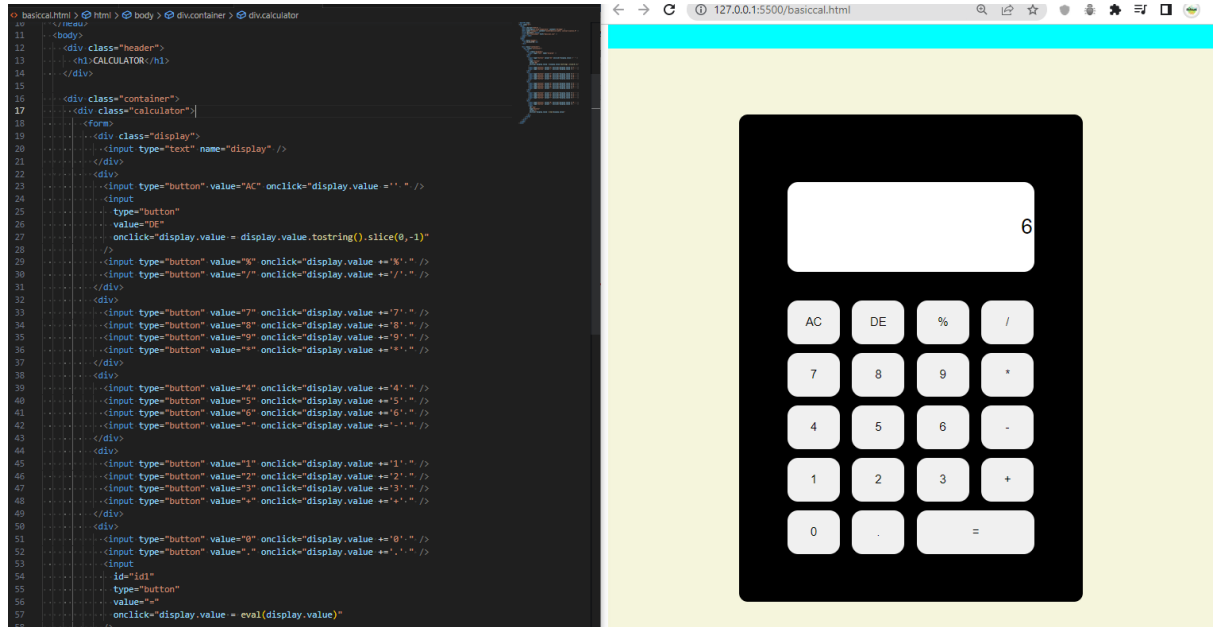 basiccal.html > html > body > div.container > div.calculator
10 </head>
11 <body>
12 <div class="header">
13 <h1>CALCULATOR</h1>
14 </div>
15
16 <div class="container">
17 <div class="calculator">
18 <form>
19 <div class="display">
20 <input type="text" name="display" />
21 </div>
22 <div>
23 <input type="button" value="AC" onclick="display.value ='' " />
24 <input
25 type="button"
26 value="DE"
27 onclick="display.value = display.value.tostring().slice(0,-1)"
28 />
29 <input type="button" value="%" onclick="display.value +='%' " />
30 <input type="button" value="/" onclick="display.value +='/' " />
31 </div>
32 <div>
33 <input type="button" value="7" onclick="display.value +='7' " />
34 <input type="button" value="8" onclick="display.value +='8' " />
35 <input type="button" value="9" onclick="display.value +='9' " />
36 <input type="button" value="*" onclick="display.value +='*' " />
37 </div>
38 <div>
39 <input type="button" value="4" onclick="display.value +='4' " />
40 <input type="button" value="5" onclick="display.value +='5' " />
41 <input type="button" value="6" onclick="display.value +='6' " />
42 <input type="button" value="-" onclick="display.value +='-' " />
43 </div>
44 <div>
45 <input type="button" value="1" onclick="display.value +='1' " />
46 <input type="button" value="2" onclick="display.value +='2' " />
47 <input type="button" value="3" onclick="display.value +='3' " />
48 <input type="button" value="+" onclick="display.value +='+' " />
49 </div>
50 <div>
51 <input type="button" value="0" onclick="display.value +='0' " />
52 <input type="button" value="." onclick="display.value +='.' " />
53 <input
54 id="id1"
55 type="button"
56 value="="
57 onclick="display.value = eval(display.value)"
58 />
127.0.0.1:5500/basiccal.html
6
AC DE % /
7 8 9 *
4 5 6 -
1 2 3 +
0 . =